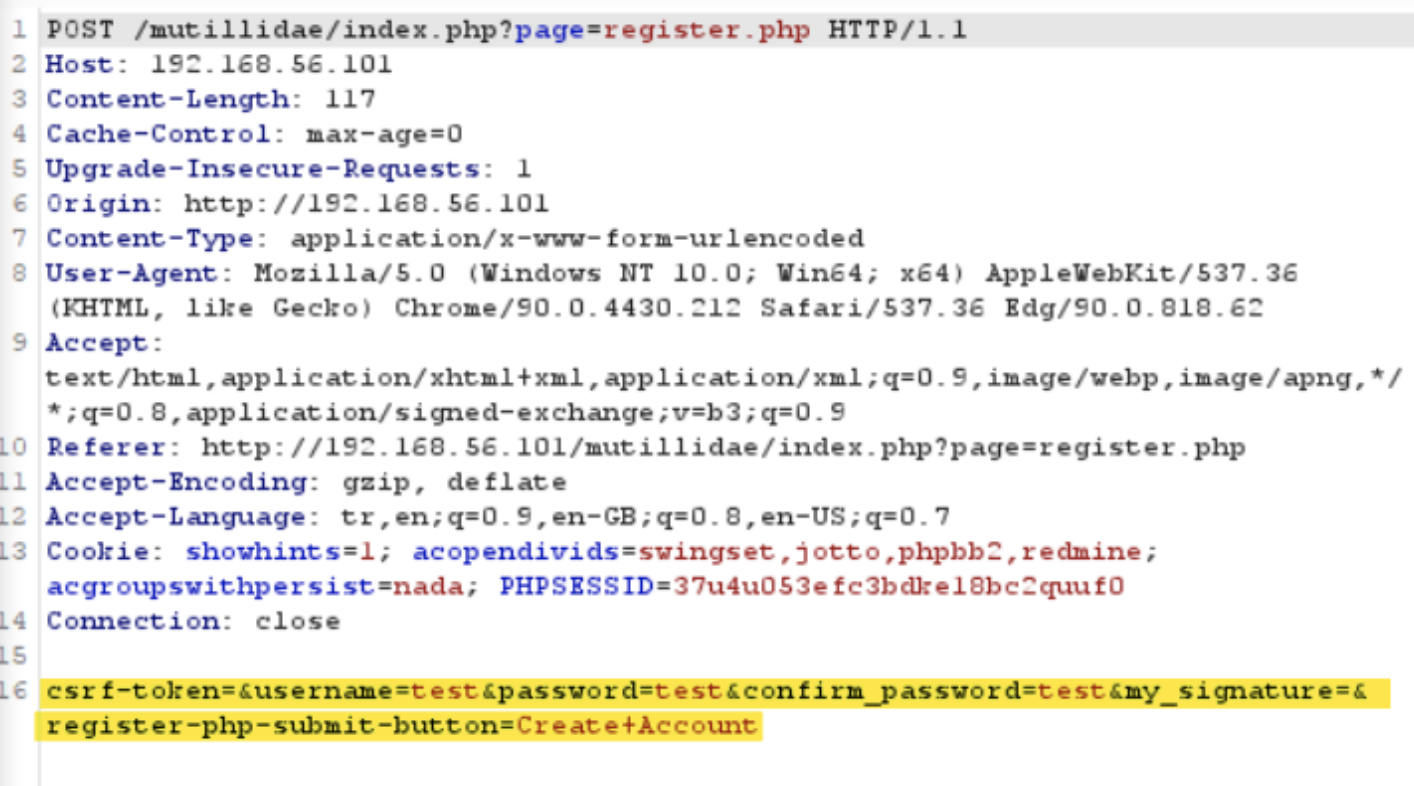 1 POST /mutillidae/index.php?page=register.php HTTP/1.1
2 Host: 192.168.56.101
3 Content-Length: 117
4 Cache-Control: max-age=0
5 Upgrade-Insecure-Requests: 1
6 Origin: http://192.168.56.101
7 Content-Type: application/x-www-form-urlencoded
8 User-Agent: Mozilla/5.0 (Windows NT 10.0; Win64; x64) AppleWebKit/537.36
(KHTML, like Gecko) Chrome/90.0.4430.212 Safari/537.36 Edg/90.0.818.62
9 Accept:
text/html,application/xhtml+xml,application/xml;q=0.9,image/webp,image/apng,*/
*;q=0.8,application/signed-exchange;v=b3;q=0.9
10 Referer: http://192.168.56.101/mutillidae/index.php?page=register.php
11 Accept-Encoding: gzip, deflate
12 Accept-Language: tr,en;q=0.9,en-GB;q=0.8,en-US;q=0.7
13 Cookie: showhints=1; acopendivids=swingset,jotto,phpbb2,redmine;
acgroupswithpersist=nada; PHPSESSID=37u4u053efc3bdke18bc2quuf0
14 Connection: close
15
16 csrf-token=&username=test&password=test&confirm_password=test&my_signature=&
register-php-submit-button=Create+Account